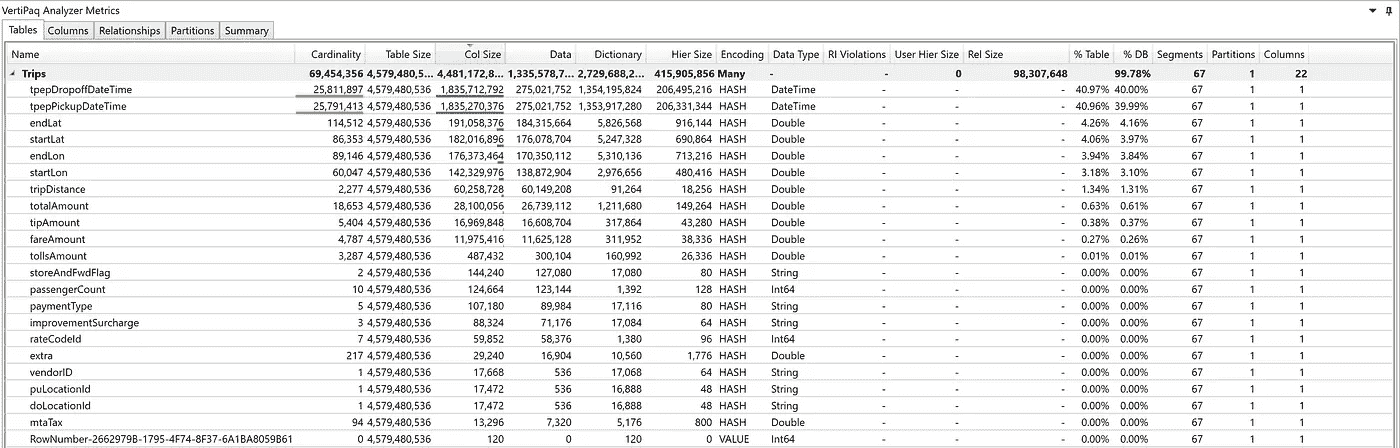 VertiPaq Analyzer Metrics
Tables Columns Relationships Partitions Summary
Name Cardinality Table Size Col Size Data Dictionary Hier Size Encoding Data Type RI Violations User Hier Size Rel Size % Table % DB Segments Partitions Columns
Trips 69,454,356 4,579,480,5... 4,481,172,8... 1,335,578,7... 2,729,688,2... 415,905,856 Many - - 0 98,307,648 99.78% 67 1 22
tpepDropoffDateTime 25,811,897 4,579,480,536 1,835,712,792 275,021,752 1,354,195,824 206,495,216 HASH DateTime - - - 40.97% 40.00% 67 1 1
tpepPickupDateTime 25,791,413 4,579,480,536 1,835,270,376 275,021,752 1,353,917,280 206,331,344 HASH DateTime - - - 40.96% 39.99% 67 1 1
endLat 114,512 4,579,480,536 191,058,376 184,315,664 5,826,568 916,144 HASH Double - - - 4.26% 4.16% 67 1 1
startLat 86,353 4,579,480,536 182,016,896 176,078,704 5,247,328 690,864 HASH Double - - - 4.06% 3.97% 67 1 1
endLon 89,146 4,579,480,536 176,373,464 170,350,112 5,310,136 713,216 HASH Double - - - 3.94% 3.84% 67 1 1
startLon 60,047 4,579,480,536 142,329,976 138,872,904 2,976,656 480,416 HASH Double - - - 3.18% 3.10% 67 1 1
tripDistance 2,277 4,579,480,536 60,258,728 60,149,208 91,264 18,256 HASH Double - - - 1.34% 1.31% 67 1 1
totalAmount 18,653 4,579,480,536 28,100,056 26,739,112 1,211,680 149,264 HASH Double - - - 0.63% 0.61% 67 1 1
tipAmount 5,404 4,579,480,536 16,969,848 16,608,704 317,864 43,280 HASH Double - - - 0.38% 0.37% 67 1 1
fareAmount 4,787 4,579,480,536 11,975,416 11,625,128 311,952 38,336 HASH Double - - - 0.27% 0.26% 67 1 1
tollsAmount 3,287 4,579,480,536 487,432 300,104 160,992 26,336 HASH Double - - - 0.01% 0.01% 67 1 1
storeAndFwdFlag 2 4,579,480,536 144,240 127,080 17,080 80 HASH String - - - 0.00% 0.00% 67 1 1
passengerCount 10 4,579,480,536 124,664 123,144 1,392 128 HASH Int64 - - - 0.00% 0.00% 67 1 1
paymentType 5 4,579,480,536 107,180 89,984 17,116 80 HASH String - - - 0.00% 0.00% 67 1 1
improvementSurcharge 3 4,579,480,536 88,324 71,176 17,084 64 HASH String - - - 0.00% 0.00% 67 1 1
rateCodeId 7 4,579,480,536 59,852 58,376 1,380 96 HASH Int64 - - - 0.00% 0.00% 67 1 1
extra 217 4,579,480,536 29,240 16,904 10,560 1,776 HASH Double - - - 0.00% 0.00% 67 1 1
vendorID 1 4,579,480,536 17,668 536 17,068 64 HASH String - - - 0.00% 0.00% 67 1 1
puLocationId 1 4,579,480,536 17,472 536 16,888 48 HASH String - - - 0.00% 0.00% 67 1 1
doLocationId 1 4,579,480,536 17,472 536 16,888 48 HASH String - - - 0.00% 0.00% 67 1 1
mtaTax 94 4,579,480,536 13,296 7,320 5,176 800 HASH Double - - - 0.00% 0.00% 67 1 1
RowNumber-2662979B-1795-4F74-8F37-6A1BA8059B61 0 4,579,480,536 120 0 120 0 VALUE Int64 - - - 0.00% 0.00% 67 1 1